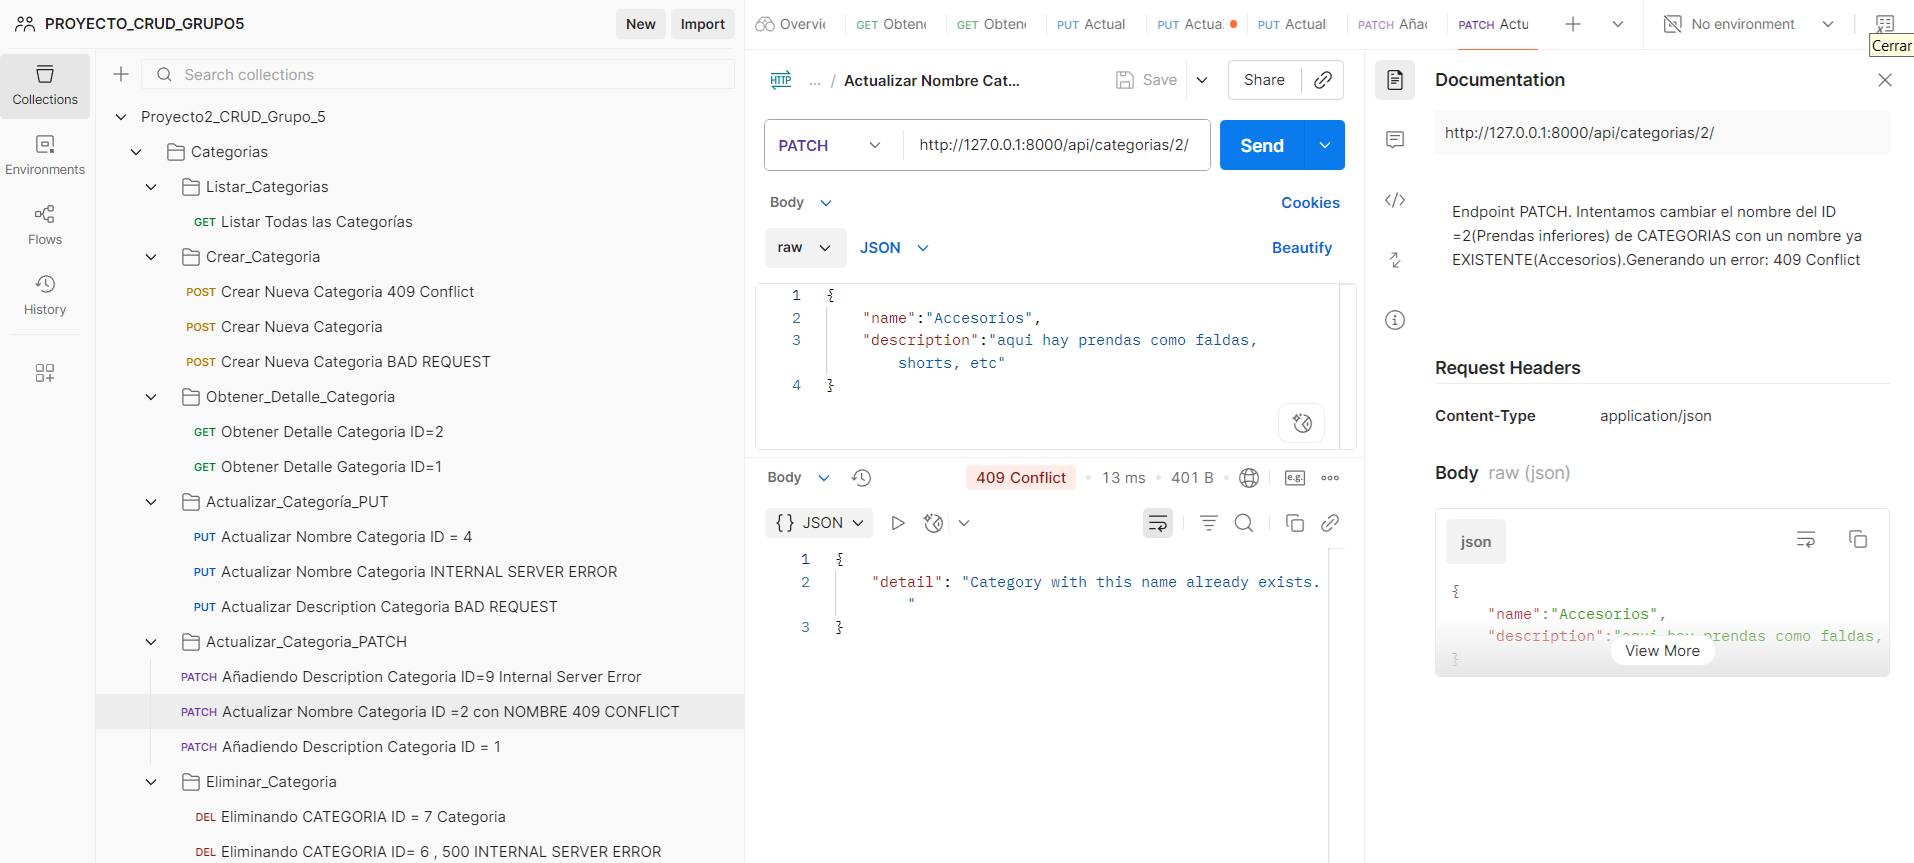 PROYECTO_CRUD_GRUPO5
New
Import
Overvi
GET Obtene
GET Obtene
PUT Actual
PUT Actua
PUT Actuali
PATCH Añac
PATCH Actu
No environment
Cerrar
Collections
Environments
Flows
History
Search collections
Proyecto2_CRUD_Grupo_5
Categorias
Listar_Categorias
GET Listar Todas las Categorías
Crear_Categoria
POST Crear Nueva Categoria 409 Conflict
POST Crear Nueva Categoria
POST Crear Nueva Categoria BAD REQUEST
Obtener_Detalle_Categoria
GET Obtener Detalle Categoria ID=2
GET Obtener Detalle Gategoria ID=1
Actualizar_Categoría_PUT
PUT Actualizar Nombre Categoria ID = 4
PUT Actualizar Nombre Categoria INTERNAL SERVER ERROR
PUT Actualizar Description Categoria BAD REQUEST
Actualizar_Categoria_PATCH
PATCH Añadiendo Description Categoria ID=9 Internal Server Error
PATCH Actualizar Nombre Categoria ID =2 con NOMBRE 409 CONFLICT
PATCH Añadiendo Description Categoria ID = 1
Eliminar_Categoria
DEL Eliminando CATEGORIA ID = 7 Categoria
DEL Eliminando CATEGORIA ID= 6 , 500 INTERNAL SERVER ERROR
HTTP ... / Actualizar Nombre Cat...
Save
Share
PATCH
http://127.0.0.1:8000/api/categorias/2/
Send
Body
Cookies
raw
JSON
Beautify
1 {
2 "name":"Accesorios",
3 "description":"aqui hay prendas como faldas,
shorts, etc"
4 }
Body
409 Conflict • 13 ms • 401 B
e.g.
{} JSON
1 {
2 "detail": "Category with this name already exists.
"
3 }
Documentation
http://127.0.0.1:8000/api/categorias/2/
Endpoint PATCH. Intentamos cambiar el nombre del ID
=2(Prendas inferiores) de CATEGORIAS con un nombre ya
EXISTENTE(Accesorios).Generando un error: 409 Conflict
Request Headers
Content-Type
application/json
Body raw (json)
json
{
"name":"Accesorios",
"description":"aqui hay prendas como faldas,
}
View More